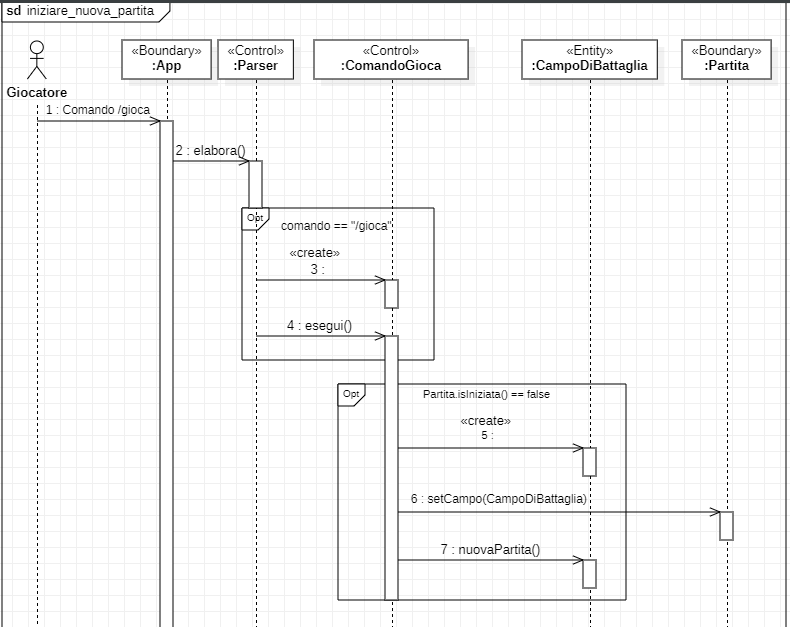 sd iniziare_nuova_partita
Giocatore
«Boundary»
:App
«Control»
:Parser
«Control»
:ComandoGioca
«Entity»
:CampoDiBattaglia
«Boundary»
:Partita
1 : Comando /gioca
2 : elabora()
Opt
comando == "/gioca"
«create»
3 :
4 : esegui()
Opt
Partita.isIniziata() == false
«create»
5 :
6 : setCampo(CampoDiBattaglia)
7 : nuovaPartita()